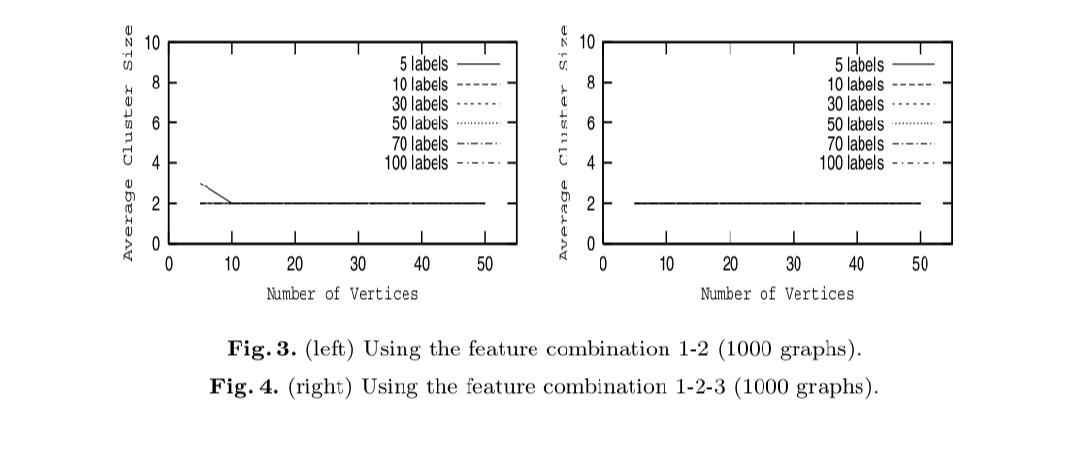 Average Cluster Size
10
8
6
4
2
0
5 labels
10 labels
30 labels
50 labels
70 labels
100 labels
0 10 20 30 40 50
Number of Vertices
Average Cluster Size
10
8
6
4
2
0
5 labels
10 labels
30 labels
50 labels
70 labels
100 labels
0 10 20 30 40 50
Number of Vertices
Fig. 3. (left) Using the feature combination 1-2 (1000 graphs).
Fig. 4. (right) Using the feature combination 1-2-3 (1000 graphs).